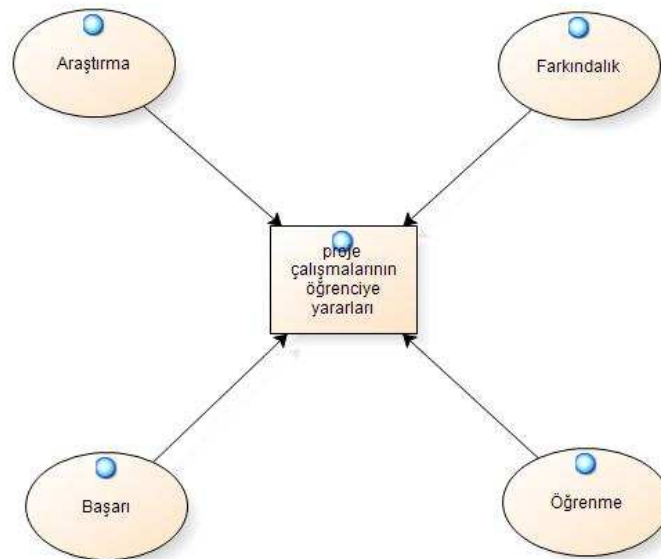 Araştırma
Farkındalık
proje
çalışmalarının
öğrenciye
yararları
Başarı
Öğrenme